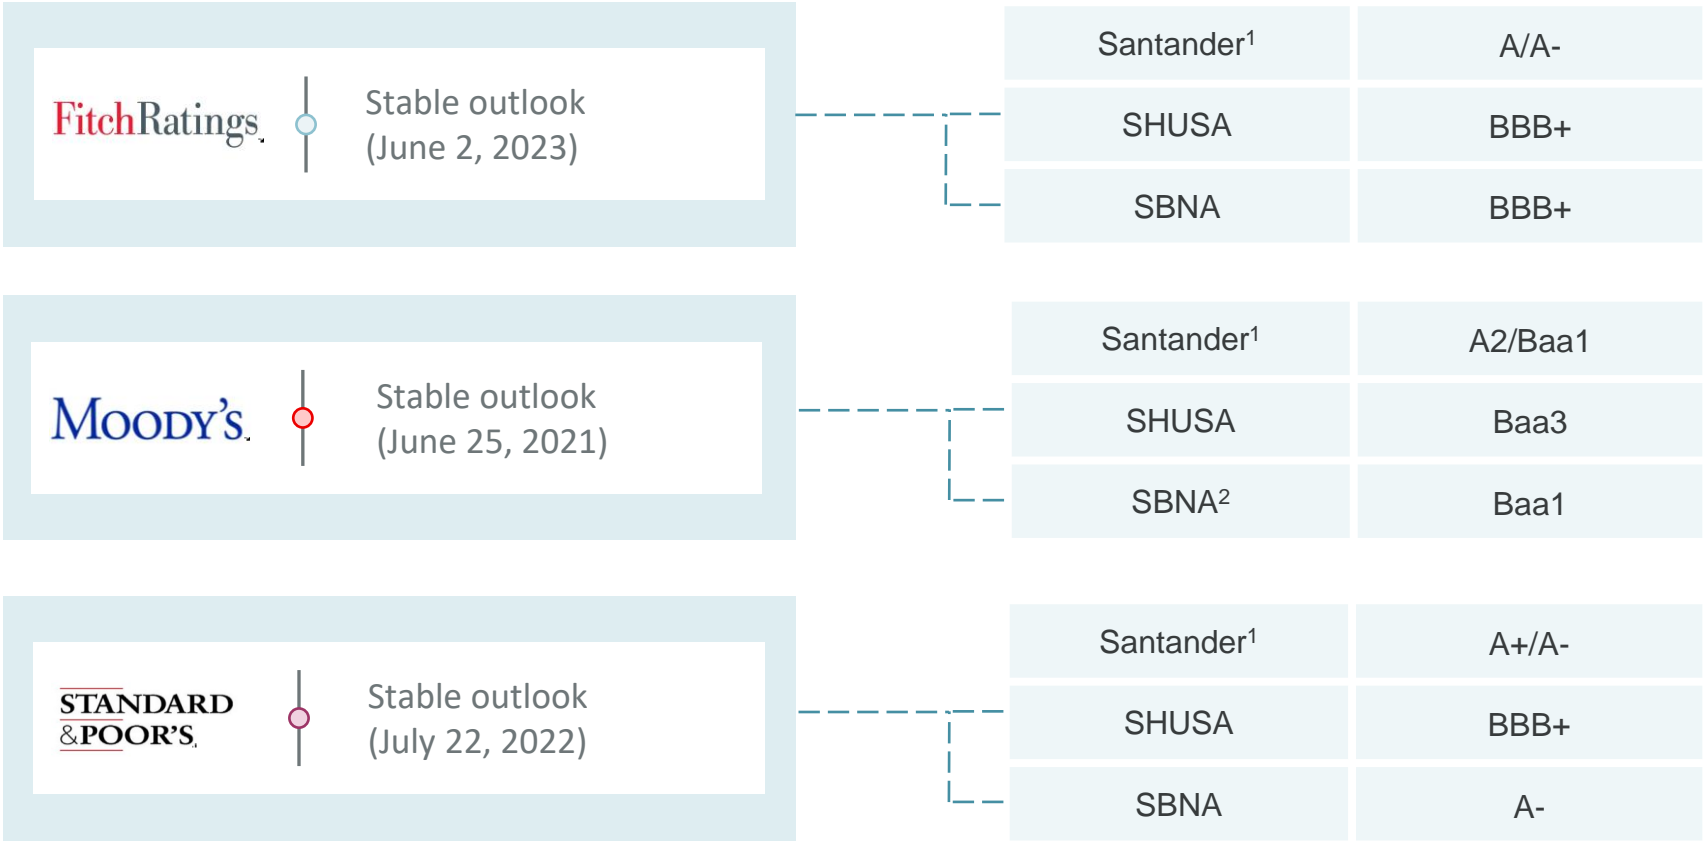 FitchRatings
Stable outlook
(June 2, 2023)
Santander¹ A/A-
SHUSA BBB+
SBNA BBB+
MOODY'S
Stable outlook
(June 25, 2021)
Santander¹ A2/Baa1
SHUSA Baa3
SBNA² Baa1
STANDARD
&POOR'S
Stable outlook
(July 22, 2022)
Santander¹ A+/A-
SHUSA BBB+
SBNA A-